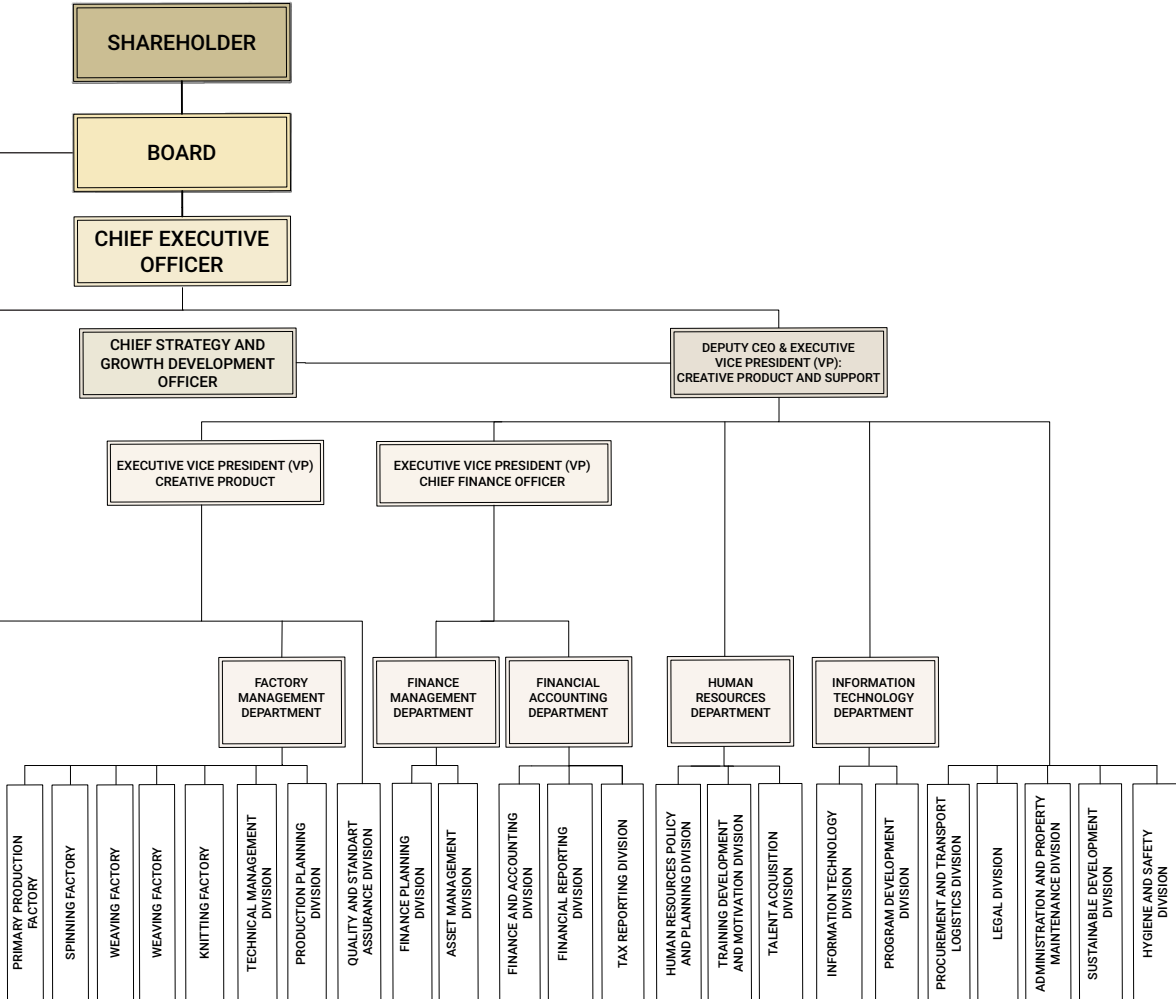 SHAREHOLDER
BOARD
CHIEF EXECUTIVE
OFFICER
CHIEF STRATEGY AND
GROWTH DEVELOPMENT
OFFICER
DEPUTY CEO & EXECUTIVE
VICE PRESIDENT (VP):
CREATIVE PRODUCT AND SUPPORT
EXECUTIVE VICE PRESIDENT (VP)
CREATIVE PRODUCT
EXECUTIVE VICE PRESIDENT (VP)
CHIEF FINANCE OFFICER
FACTORY
MANAGEMENT
DEPARTMENT
FINANCE
MANAGEMENT
DEPARTMENT
FINANCIAL
ACCOUNTING
DEPARTMENT
HUMAN
RESOURCES
DEPARTMENT
INFORMATION
TECHNOLOGY
DEPARTMENT
PRIMARY PRODUCTION
FACTORY
SPINNING FACTORY
WEAVING FACTORY
WEAVING FACTORY
KNITTING FACTORY
TECHNICAL MANAGEMENT
DIVISION
PRODUCTION PLANNING
DIVISION
QUALITY AND STANDART
ASSURANCE DIVISION
FINANCE PLANNING
DIVISION
ASSET MANAGEMENT
DIVISION
FINANCE AND ACCOUNTING
DIVISION
FINANCIAL REPORTING
DIVISION
TAX REPORTING DIVISION
HUMAN RESOURCES POLICY
AND PLANNING DIVISION
TRAINING DEVELOPMENT
AND MOTIVATION DIVISION
TALENT ACQUISITION
DIVISION
INFORMATION TECHNOLOGY
DIVISION
PROGRAM DEVELOPMENT
DIVISION
PROCUREMENT AND TRANSPORT
LOGISTICS DIVISION
LEGAL DIVISION
ADMINISTRATION AND PROPERTY
MAINTENANCE DIVISION
SUSTAINABLE DEVELOPMENT
DIVISION
HYGIENE AND SAFETY
DIVISION